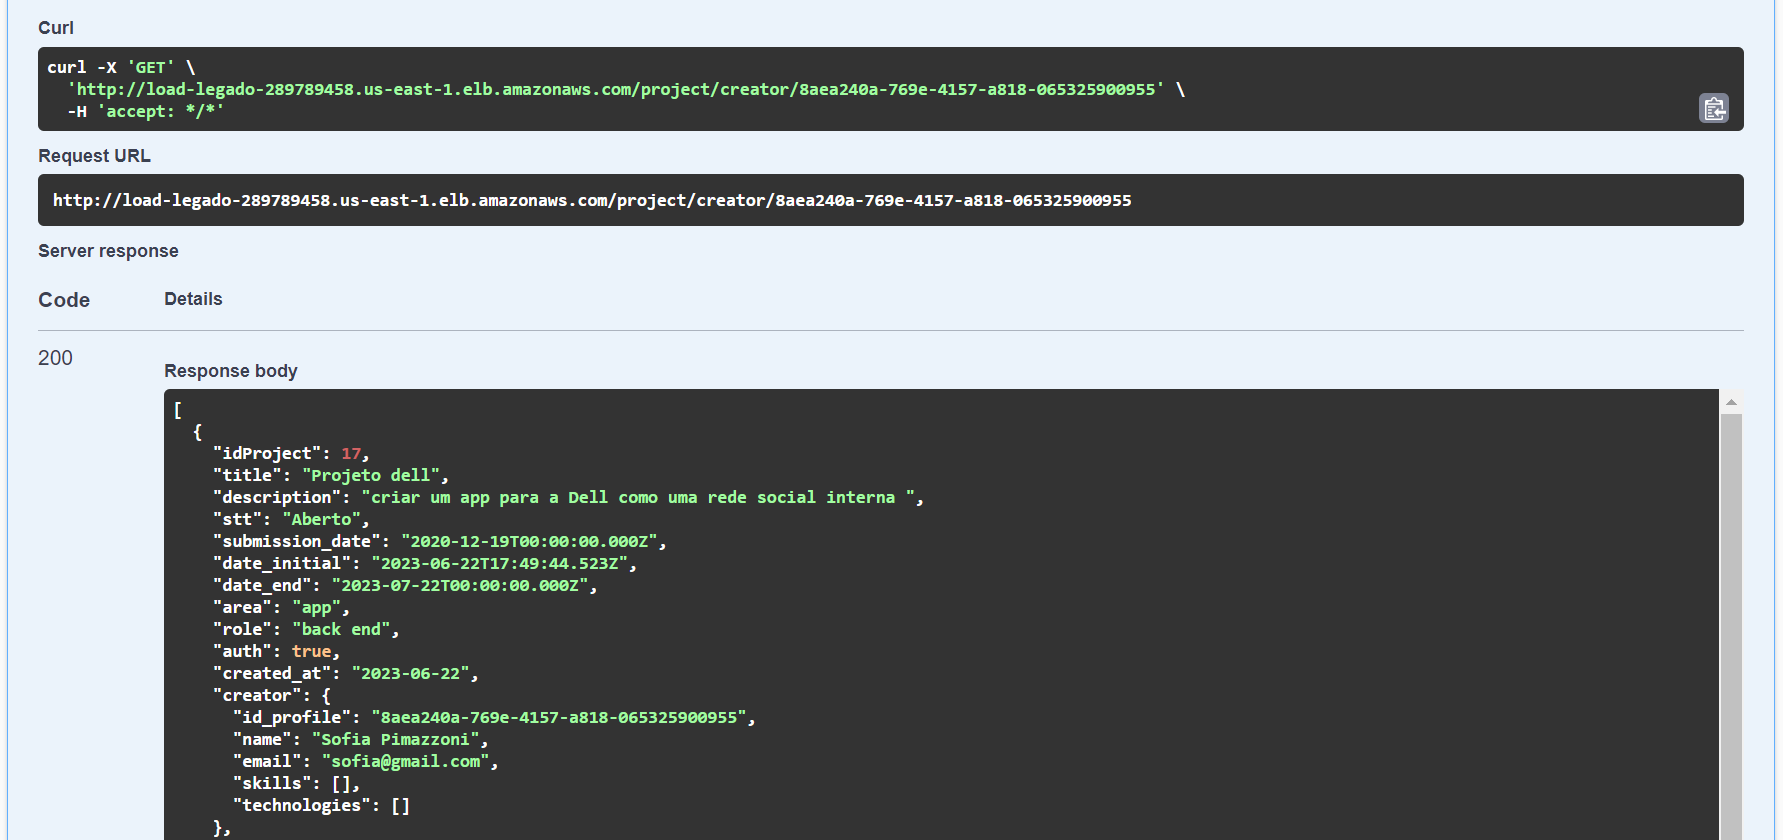 Curl
curl -X 'GET' \
'http://load-legado-289789458.us-east-1.elb.amazonaws.com/project/creator/8aea240a-769e-4157-a818-065325900955' \
-H 'accept: */*'
Request URL
http://load-legado-289789458.us-east-1.elb.amazonaws.com/project/creator/8aea240a-769e-4157-a818-065325900955
Server response
Code Details
200
Response body
[
{
"idProject": 17,
"title": "Projeto dell",
"description": "criar um app para a Dell como uma rede social interna ",
"stt": "Aberto",
"submission_date": "2020-12-19T00:00:00.000Z",
"date_initial": "2023-06-22T17:49:44.523Z",
"date_end": "2023-07-22T00:00:00.000Z",
"area": "app",
"role": "back end",
"auth": true,
"created_at": "2023-06-22",
"creator": {
"id_profile": "8aea240a-769e-4157-a818-065325900955",
"name": "Sofia Pimazzoni",
"email": "sofia@gmail.com",
"skills": [],
"technologies": []
},